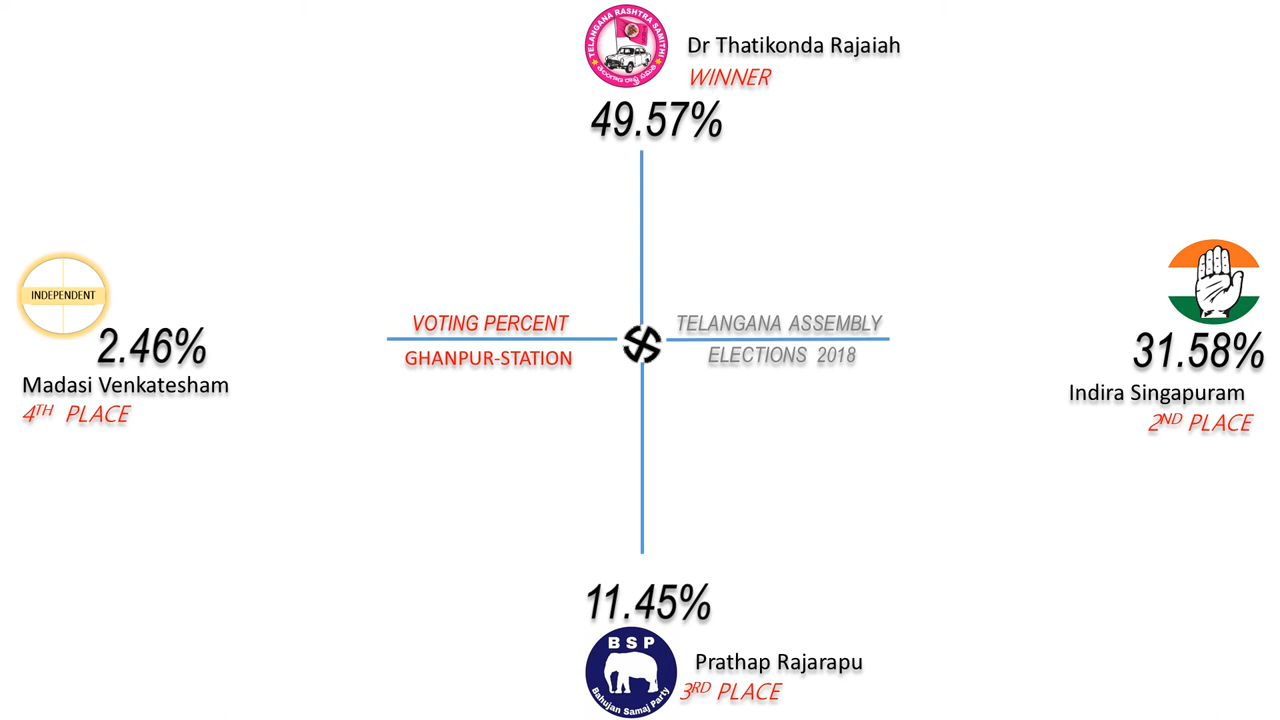 TELANGANA RASHTRA SAMITHI
తెలంగాణ రాష్ట్ర సమితి
Dr Thatikonda Rajaiah
WINNER
49.57%
INDEPENDENT
2.46%
Madasi Venkatesham
4TH PLACE
VOTING PERCENT
GHANPUR-STATION
TELANGANA ASSEMBLY
ELECTIONS 2018
31.58%
Indira Singapuram
2ND PLACE
11.45%
BSP
Bahujan Samaj Party
Prathap Rajarapu
3RD PLACE